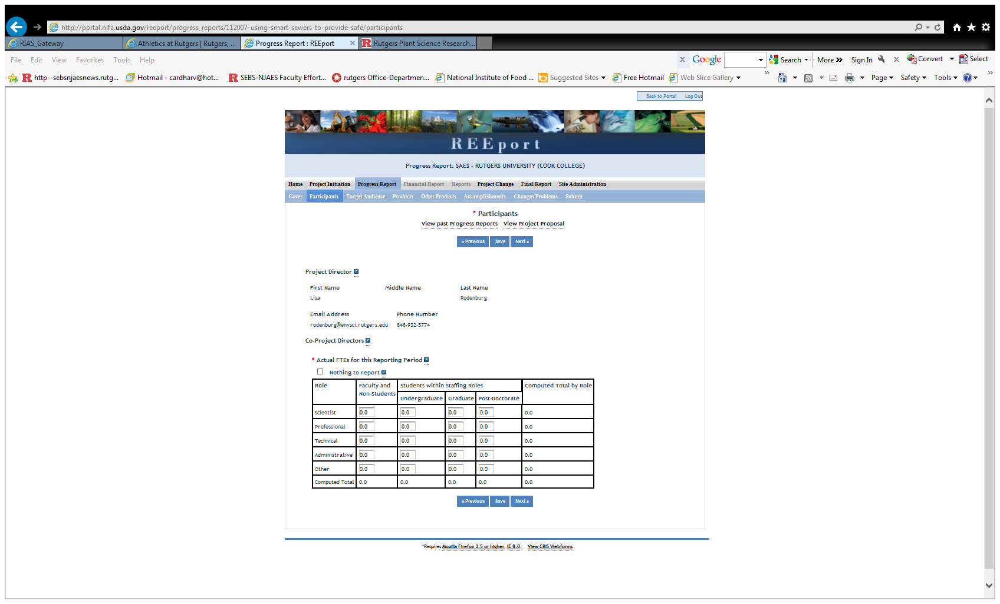 http://portal.nifa.usda.gov/reeport/progress_reports/112007-using-smart-sewers-to-provide-safe/participants
RIAS_Gateway
Athletics at Rutgers | Rutgers, ...
Progress Report : REEport
Rutgers Plant Science Research...
File Edit View Favorites Tools Help
x Google Search More » Sign In x Convert Select
http--sebsnjaesnews.rutg... Hotmail - cardharv@hot... SEBS-NJAES Faculty Effort... rutgers Office-Departmen... National Institute of Food ... Suggested Sites Free Hotmail Web Slice Gallery » Page Safety Tools »
Back to Portal Log Out
REEport
Progress Report: SAES - RUTGERS UNIVERSITY (COOK COLLEGE)
Home Project Initiation Progress Report Financial Report Reports Project Change Final Report Site Administration
Cover Participants Target Audience Products Other Products Accomplishments Changes Problems Submit
* Participants
View past Progress Reports View Project Proposal
« Previous Save Next »
Project Director ?
First Name Middle Name Last Name
Lisa Rodenburg
Email Address Phone Number
rodenburg@envsci.rutgers.edu 848-932-5774
Co-Project Directors ?
* Actual FTEs for this Reporting Period ?
Nothing to report ?
Role Faculty and Students within Staffing Roles Computed Total by Role
Non-Students
Undergraduate Graduate Post-Doctorate
Scientist 0.0 0.0 0.0 0.0 0.0
Professional 0.0 0.0 0.0 0.0 0.0
Technical 0.0 0.0 0.0 0.0 0.0
Administrative 0.0 0.0 0.0 0.0 0.0
Other 0.0 0.0 0.0 0.0 0.0
Computed Total 0.0 0.0 0.0 0.0 0.0
« Previous Save Next »
*Requires Mozilla Firefox 3.5 or higher, IE 8.0. View CRIS Webforms